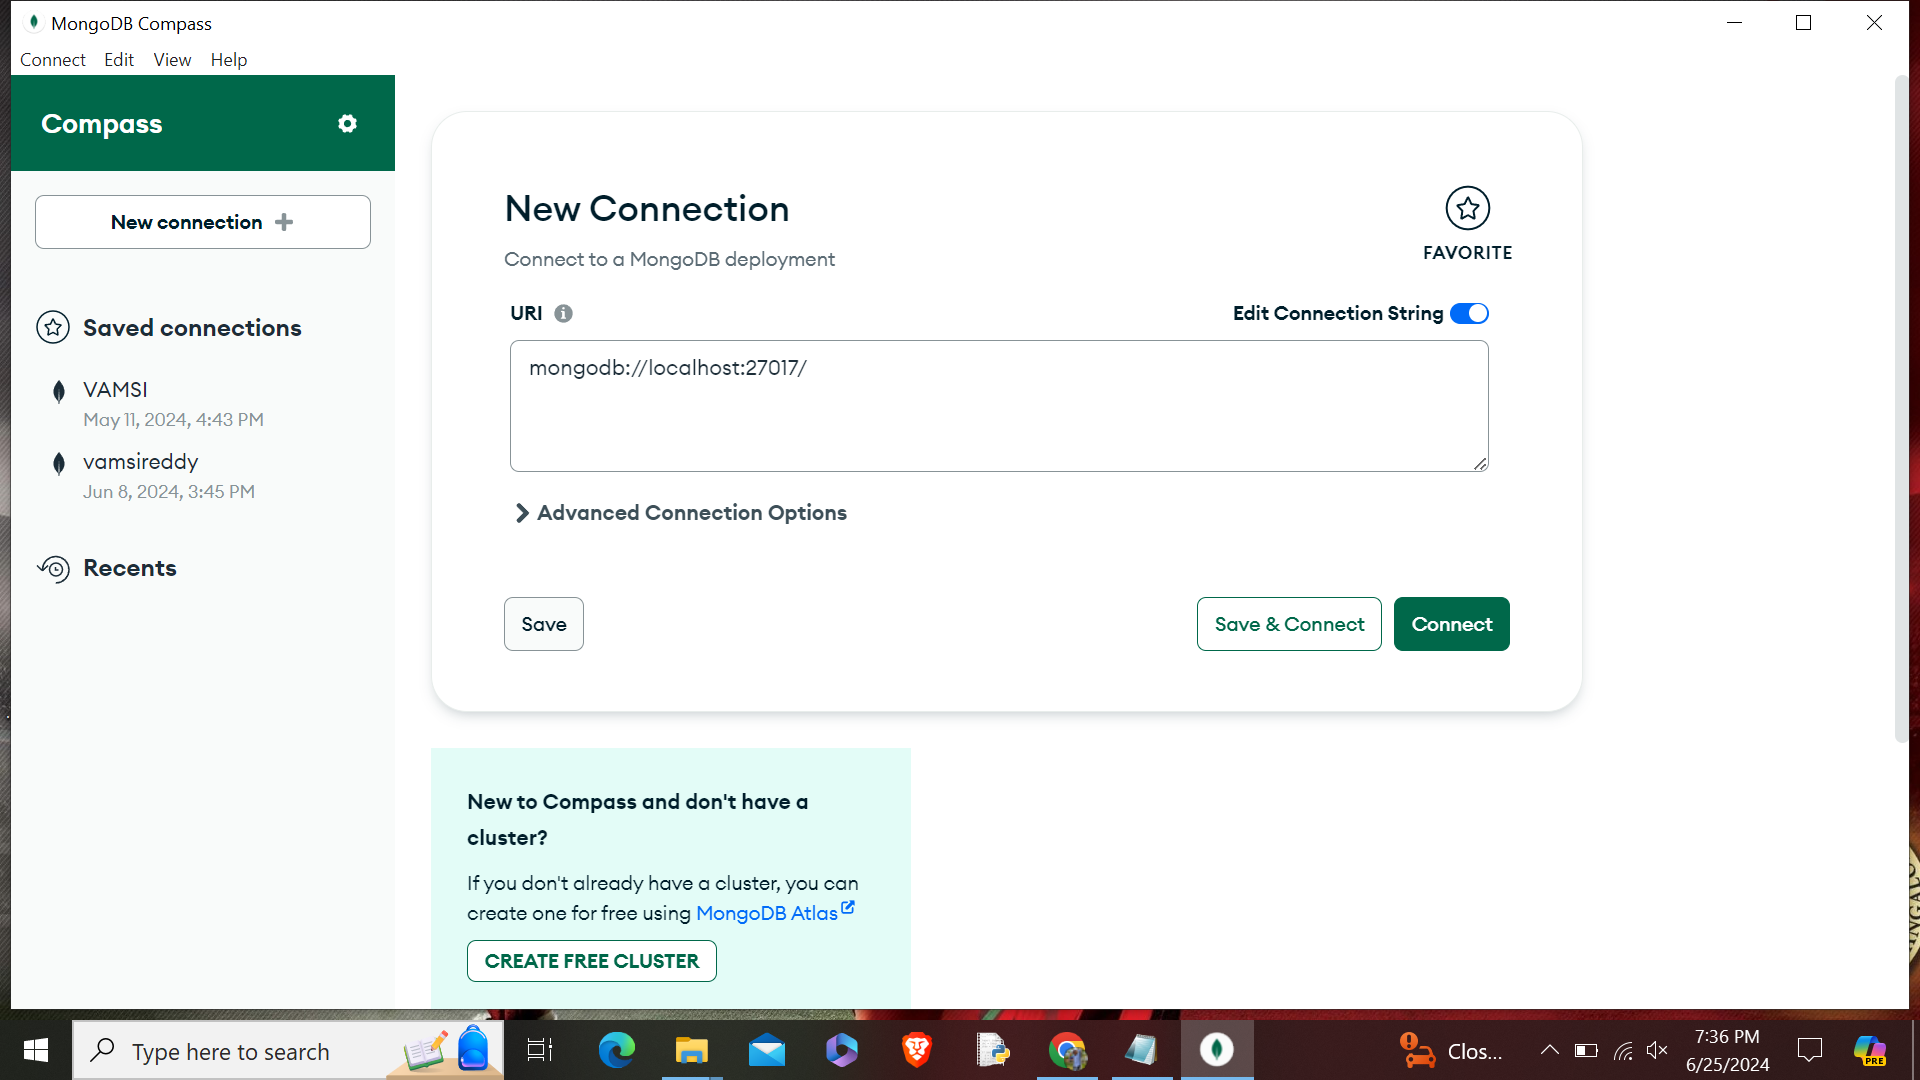 MongoDB Compass
Connect Edit View Help
Compass
New connection
Saved connections
VAMSI
May 11, 2024, 4:43 PM
vamsireddy
Jun 8, 2024, 3:45 PM
Recents
New Connection
Connect to a MongoDB deployment
FAVORITE
URI
Edit Connection String
mongodb://localhost:27017/
Advanced Connection Options
Save
Save & Connect
Connect
New to Compass and don't have a
cluster?
If you don't already have a cluster, you can
create one for free using MongoDB Atlas
CREATE FREE CLUSTER
Type here to search
Clos...
7:36 PM
6/25/2024
PRE